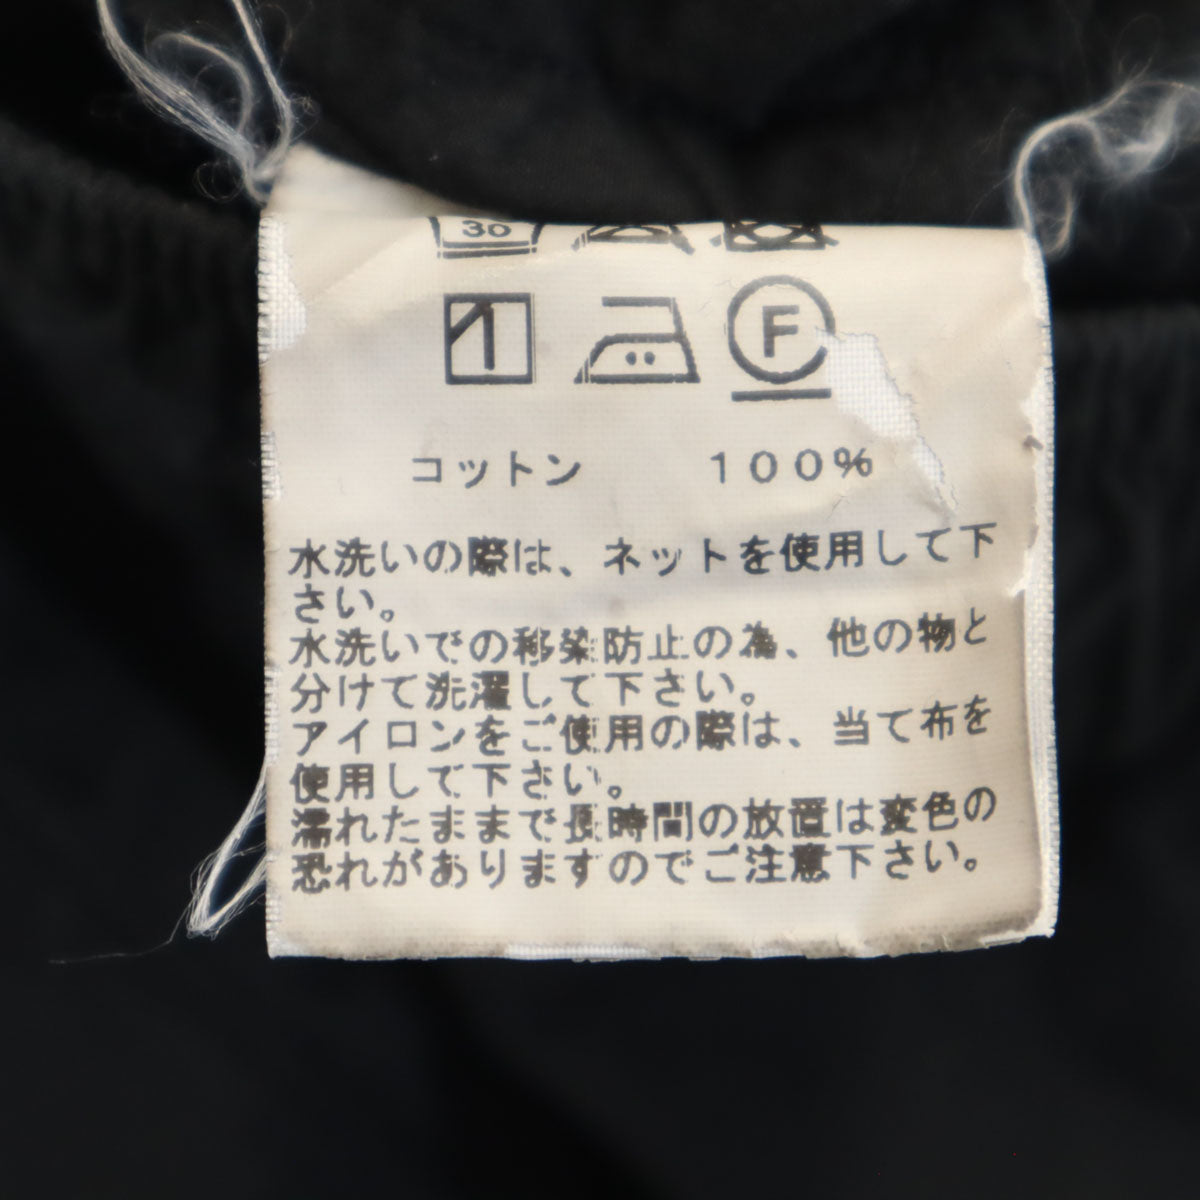 30
F
コットン　１００％
水洗いの際は、ネットを使用して下
さい。
水洗いでの移染防止の為、他の物と
分けて洗濯して下さい。
アイロンをご使用の際は、当て布を
使用して下さい。
濡れたままで長時間の放置は変色の
恐れがありますのでご注意下さい。